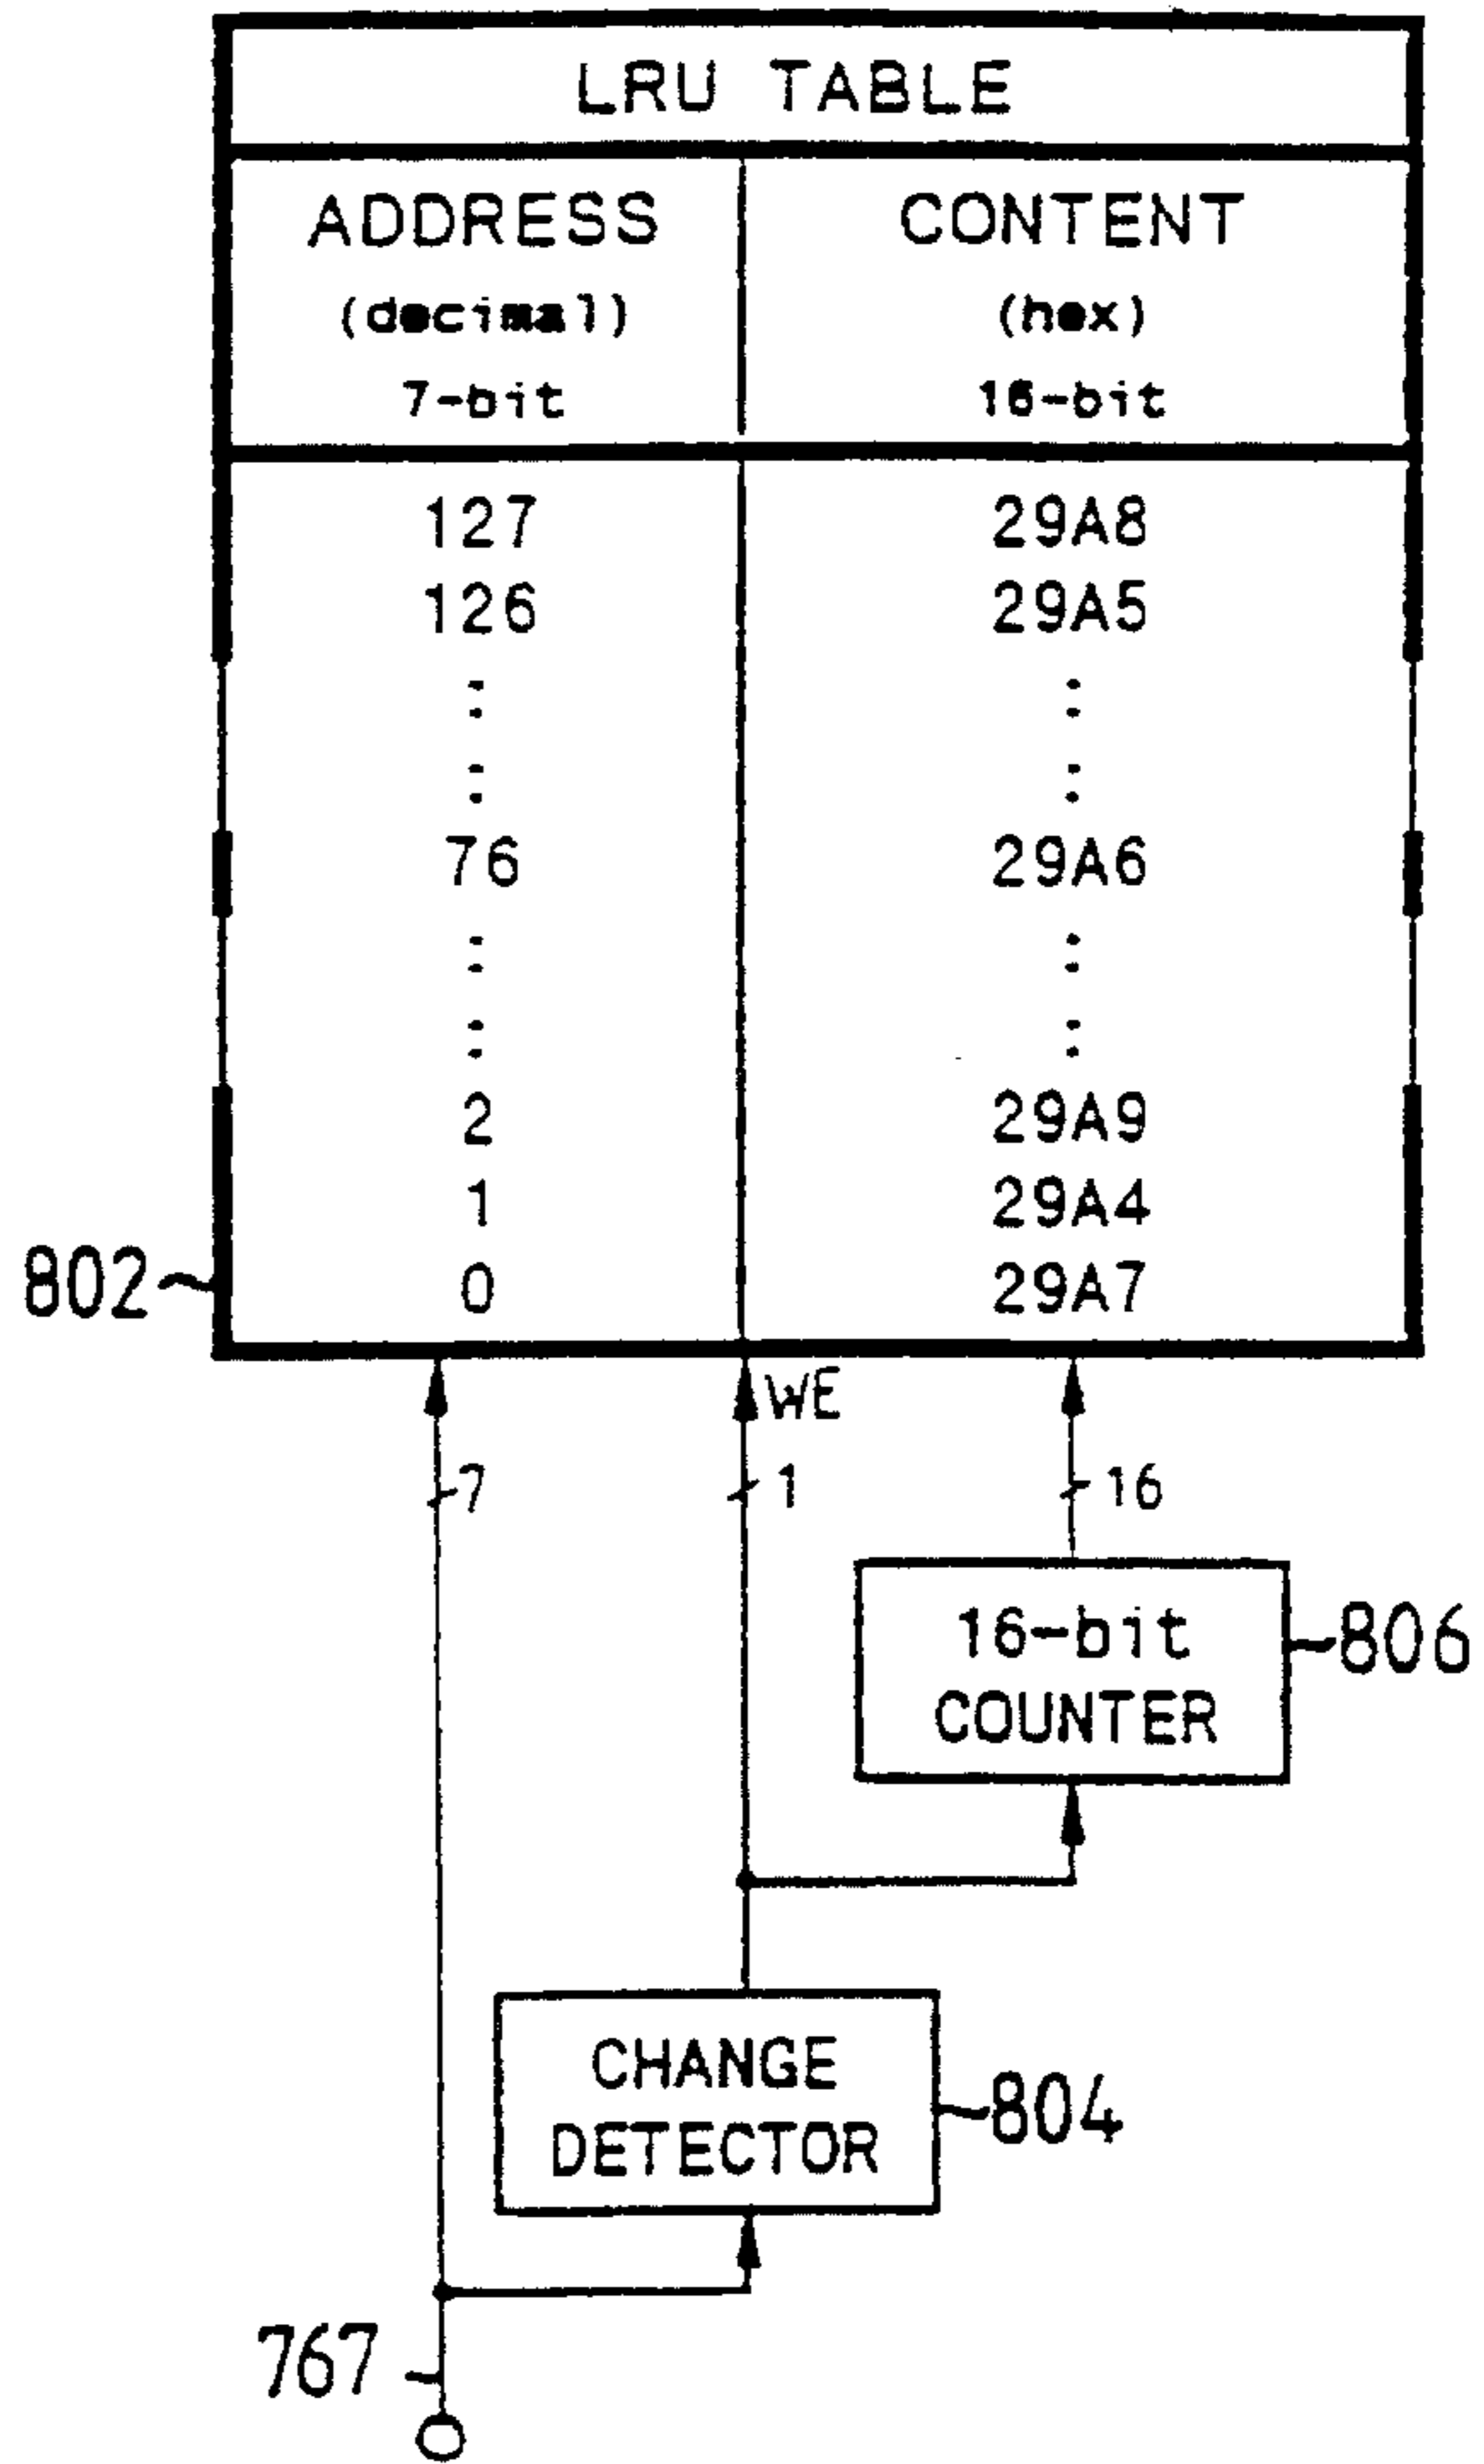 LRU TABLE
ADDRESS CONTENT
(decimal) (hex)
7-bit 16-bit
127 29A8
126 29A5
: :
: :
76 29A6
: :
: :
2 29A9
1 29A4
802 0 29A7
WE
7 1 16
16-bit
COUNTER
806
CHANGE
DETECTOR
804
767